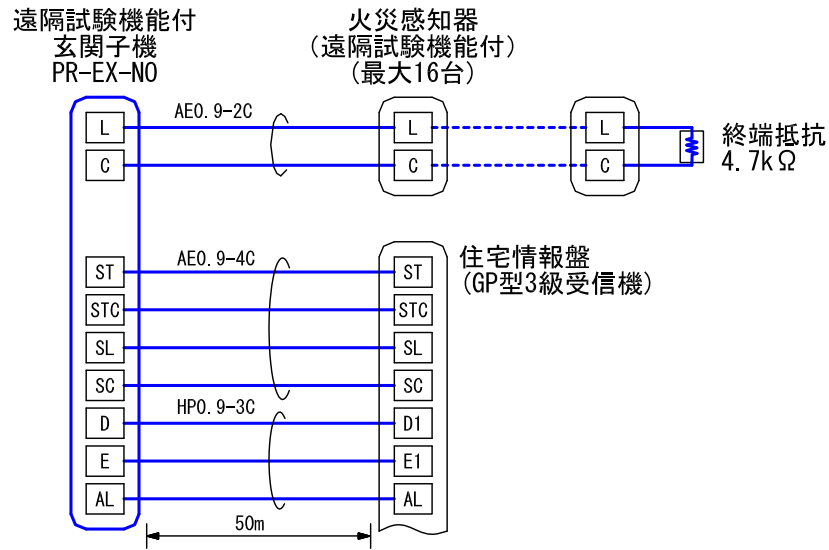 遠隔試験機能付
玄関子機
PR-EX-NO
火災感知器
(遠隔試験機能付)
(最大16台)
AE0.9-2C
L
L
L
C
C
C
終端抵抗
4.7kΩ
AE0.9-4C
住宅情報盤
(GP型3級受信機)
ST
ST
STC
STC
SL
SL
SC
SC
HP0.9-3C
D
D1
E
E1
AL
AL
50m